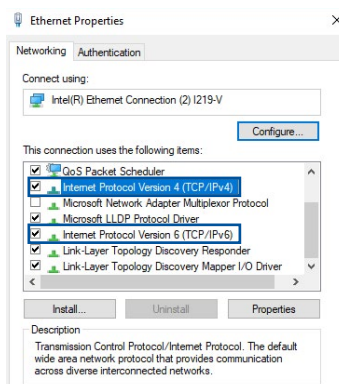 Ethernet Properties
Networking Authentication
Connect using:
Intel(R) Ethernet Connection (2) I219-V
Configure...
This connection uses the following items:
QoS Packet Scheduler
Internet Protocol Version 4 (TCP/IPv4)
Microsoft Network Adapter Multiplexor Protocol
Microsoft LLDP Protocol Driver
Internet Protocol Version 6 (TCP/IPv6)
Link-Layer Topology Discovery Responder
Link-Layer Topology Discovery Mapper I/O Driver
Install... Uninstall Properties
Description
Transmission Control Protocol/Internet Protocol. The default
wide area network protocol that provides communication
across diverse interconnected networks.